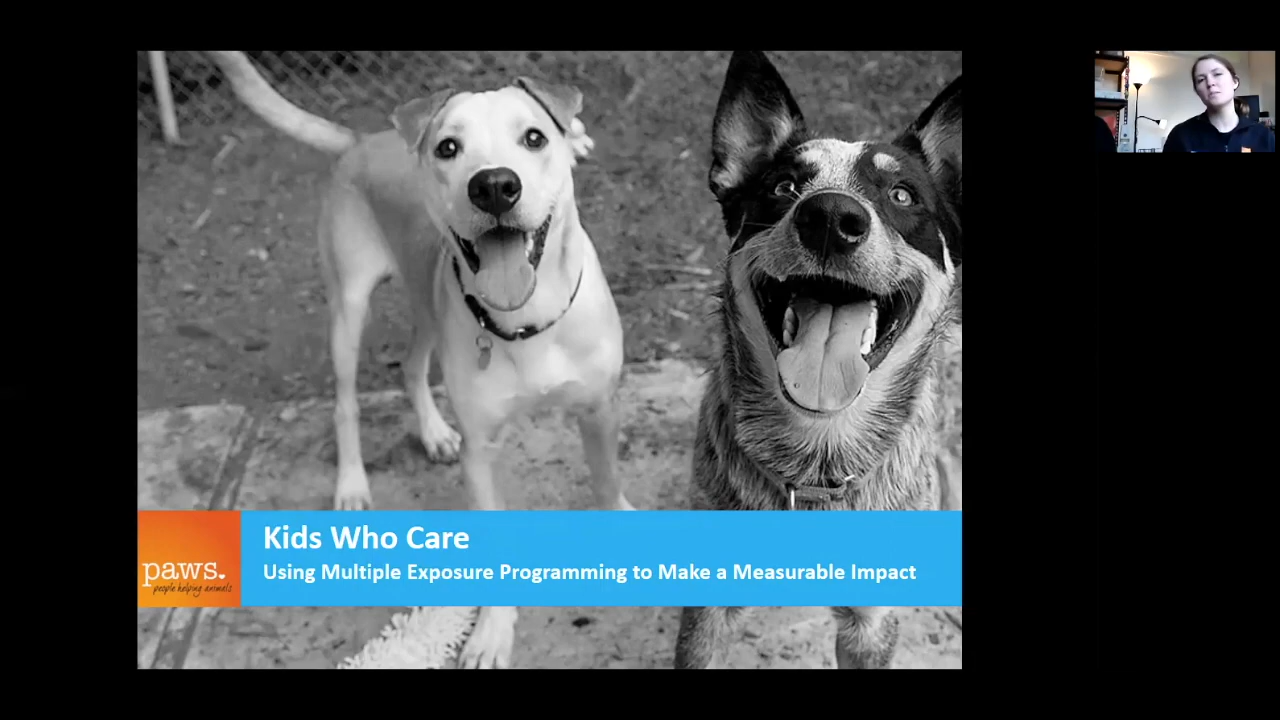 Kids Who Care
Using Multiple Exposure Programming to Make a Measurable Impact
paws.
people helping animals